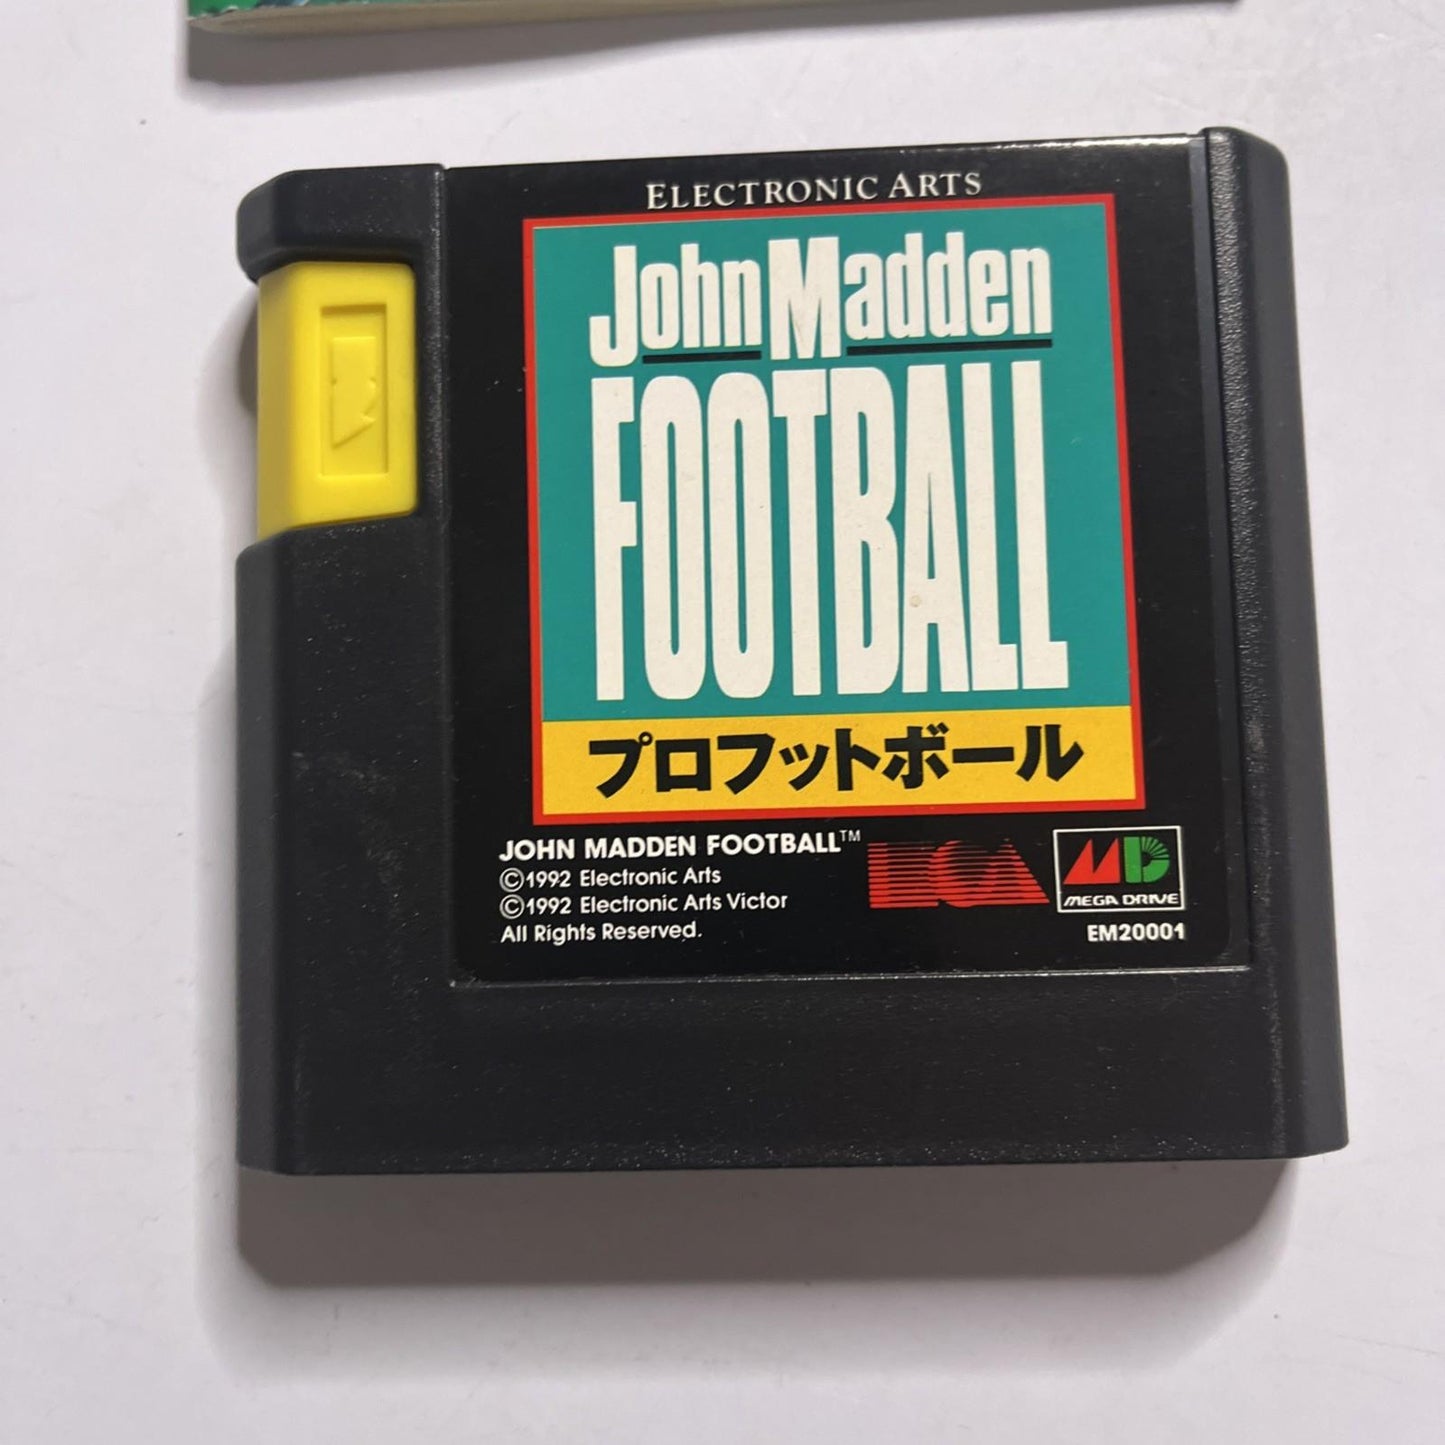 ELECTRONIC ARTS
John Madden
FOOTBALL
プロフットボール
JOHN MADDEN FOOTBALL™
©1992 Electronic Arts
©1992 Electronic Arts Victor
All Rights Reserved.
ECA
MD
MEGA DRIVE
EM20001